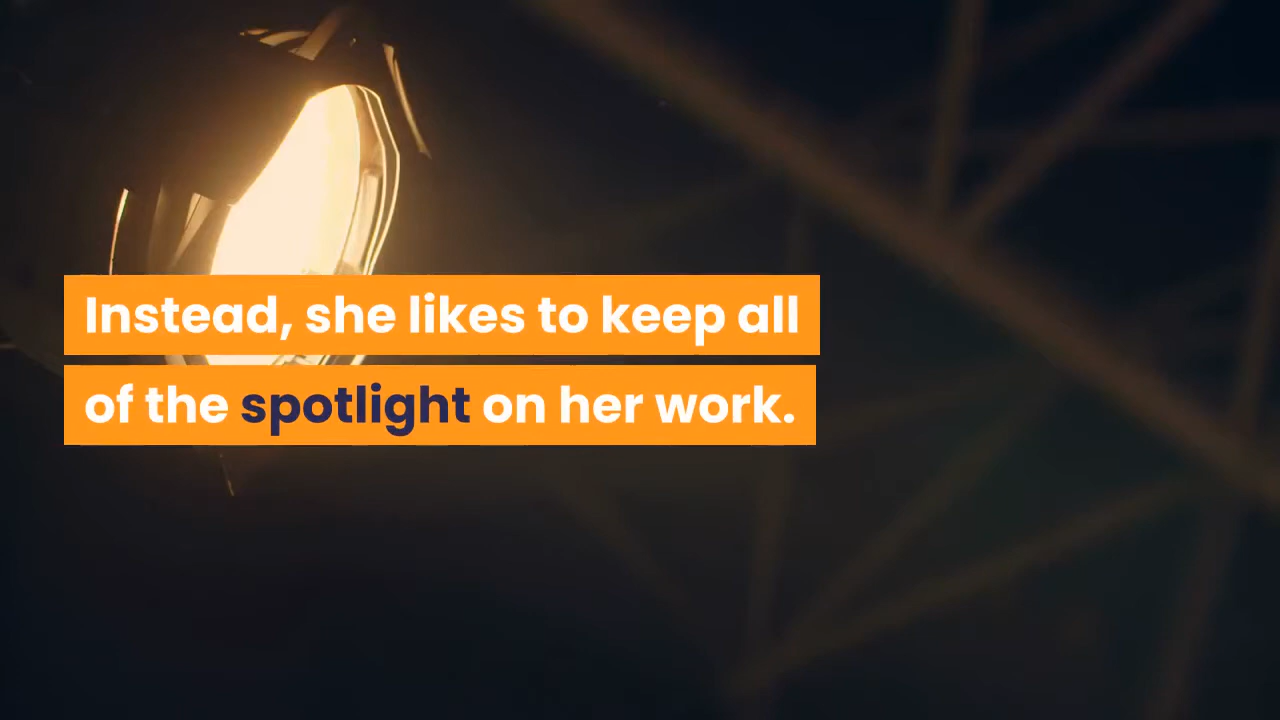 Instead, she likes to keep all
of the spotlight on her work.